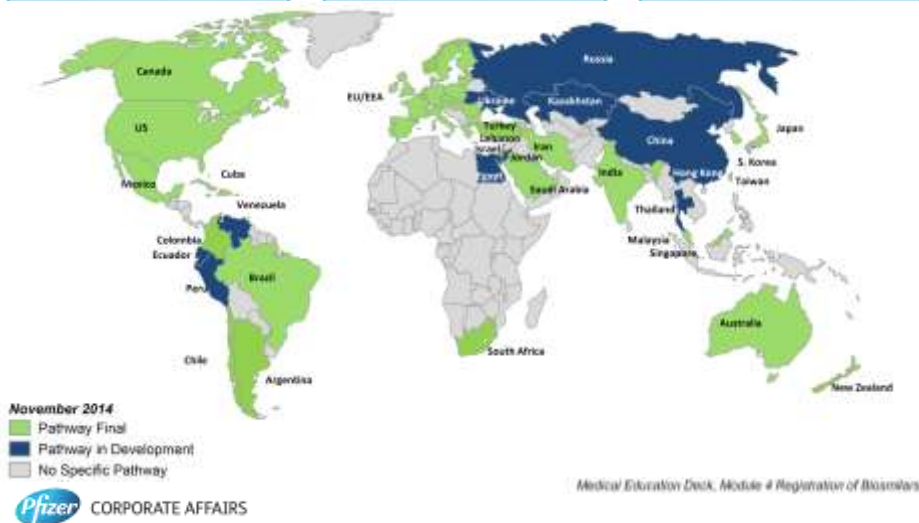 Canada
US
Mexico
Cuba
Venezuela
Colombia
Ecuador
Peru
Brazil
Chile
Argentina
EU/EEA
Russia
Ukraine
Kazakhstan
Turkey
Lebanon
Israel
Jordan
Iran
Egypt
Saudi Arabia
India
China
Hong Kong
Japan
S. Korea
Taiwan
Thailand
Malaysia
Singapore
South Africa
Australia
New Zealand
November 2014
Pathway Final
Pathway in Development
No Specific Pathway
Medical Education Deck, Module 4 Registration of Biosimilars
Pfizer CORPORATE AFFAIRS